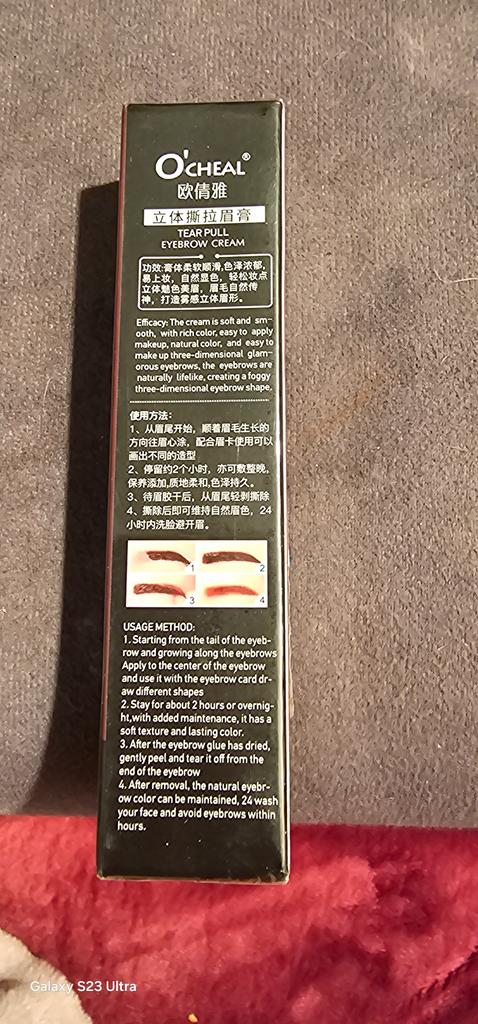 O'CHEAL®
欧倩雅
立体撕拉眉膏
TEAR PULL
EYEBROW CREAM
功效:膏体柔软顺滑,色泽浓郁,
易上妆，自然显色，轻松妆点
立体魅色美眉，眉毛自然传
神，打造雾感立体眉形。
Efficacy: The cream is soft and sm-
ooth, with rich color, easy to apply
makeup, natural color, and easy to
make up three-dimensional glam-
orous eyebrows, the eyebrows are
naturally lifelike, creating a foggy
three-dimensional eyebrow shape.
使用方法：
1、从眉尾开始，顺着眉毛生长的
方向往眉心涂，配合眉卡使用可以
画出不同的造型
2、停留约2个小时，亦可敷整晚，
保养添加,质地柔和,色泽持久。
3、待眉胶干后，从眉尾轻剥撕除
4、撕除后即可维持自然眉色，24
小时内洗脸避开眉。
1
2
3
4
USAGE METHOD:
1. Starting from the tail of the eyeb-
row and growing along the eyebrows
Apply to the center of the eyebrow
and use it with the eyebrow card dr-
aw different shapes
2. Stay for about 2 hours or overnig-
ht,with added maintenance, it has a
soft texture and lasting color.
3. After the eyebrow glue has dried,
gently peel and tear it off from the
end of the eyebrow
4. After removal, the natural eyebr-
ow color can be maintained, 24 wash
your face and avoid eyebrows within
hours.
Galaxy S23 Ultra